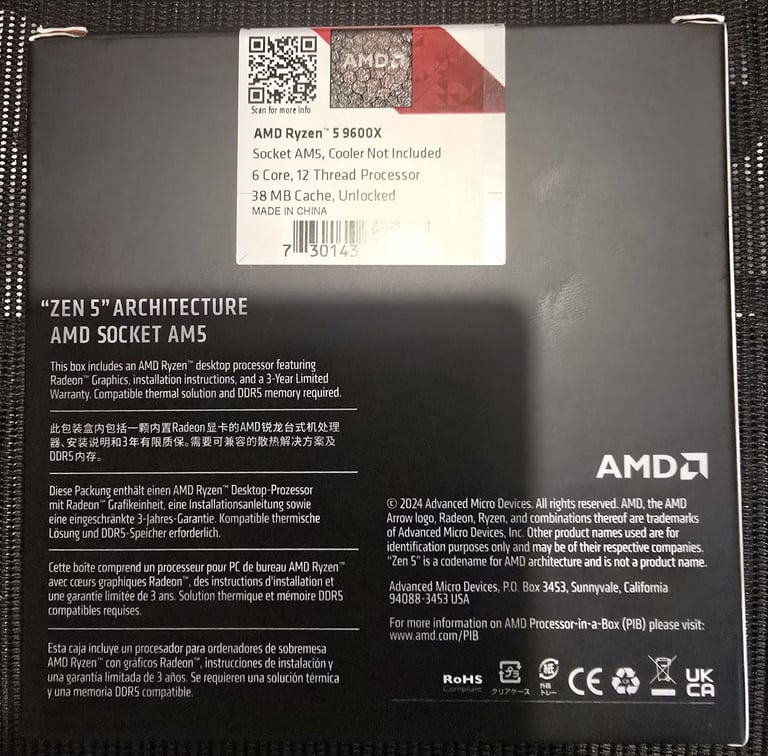 Scan for more info
AMD
AMD Ryzen™ 5 9600X
Socket AM5, Cooler Not Included
6 Core, 12 Thread Processor
38 MB Cache, Unlocked
MADE IN CHINA
7 30143
"ZEN 5" ARCHITECTURE
AMD SOCKET AM5
This box includes an AMD Ryzen™ desktop processor featuring
Radeon™ Graphics, installation instructions, and a 3-Year Limited
Warranty. Compatible thermal solution and DDR5 memory required.
此包装盒内包括一颗内置Radeon显卡的AMD锐龙台式机处理
器、安装说明和3年有限质保。需要可兼容的散热解决方案及
DDR5内存。
Diese Packung enthält einen AMD Ryzen™ Desktop-Prozessor
mit Radeon™ Grafikeinheit, eine Installationsanleitung sowie
eine eingeschränkte 3-Jahres-Garantie. Kompatible thermische
Lösung und DDR5-Speicher erforderlich.
Cette boîte comprend un processeur pour PC de bureau AMD Ryzen™
avec cœurs graphiques Radeon™, des instructions d'installation et
une garantie limitée de 3 ans. Solution thermique et mémoire DDR5
compatibles requises.
Esta caja incluye un procesador para ordenadores de sobremesa
AMD Ryzen™ con gráficos Radeon™, instrucciones de instalación y
una garantía limitada de 3 años. Se requieren una solución térmica
y una memoria DDR5 compatible.
AMD
© 2024 Advanced Micro Devices. All rights reserved. AMD, the AMD
Arrow logo, Radeon, Ryzen, and combinations thereof are trademarks
of Advanced Micro Devices, Inc. Other product names used are for
identification purposes only and may be of their respective companies.
"Zen 5" is a codename for AMD architecture and is not a product name.
Advanced Micro Devices, P.O. Box 3453, Sunnyvale, California
94088-3453 USA
For more information on AMD Processor-in-a-Box (PIB) please visit:
www.amd.com/PIB
RoHS
Compliant
プラ
クリアケース
紙
外箱
トレー
CE
UK
CA